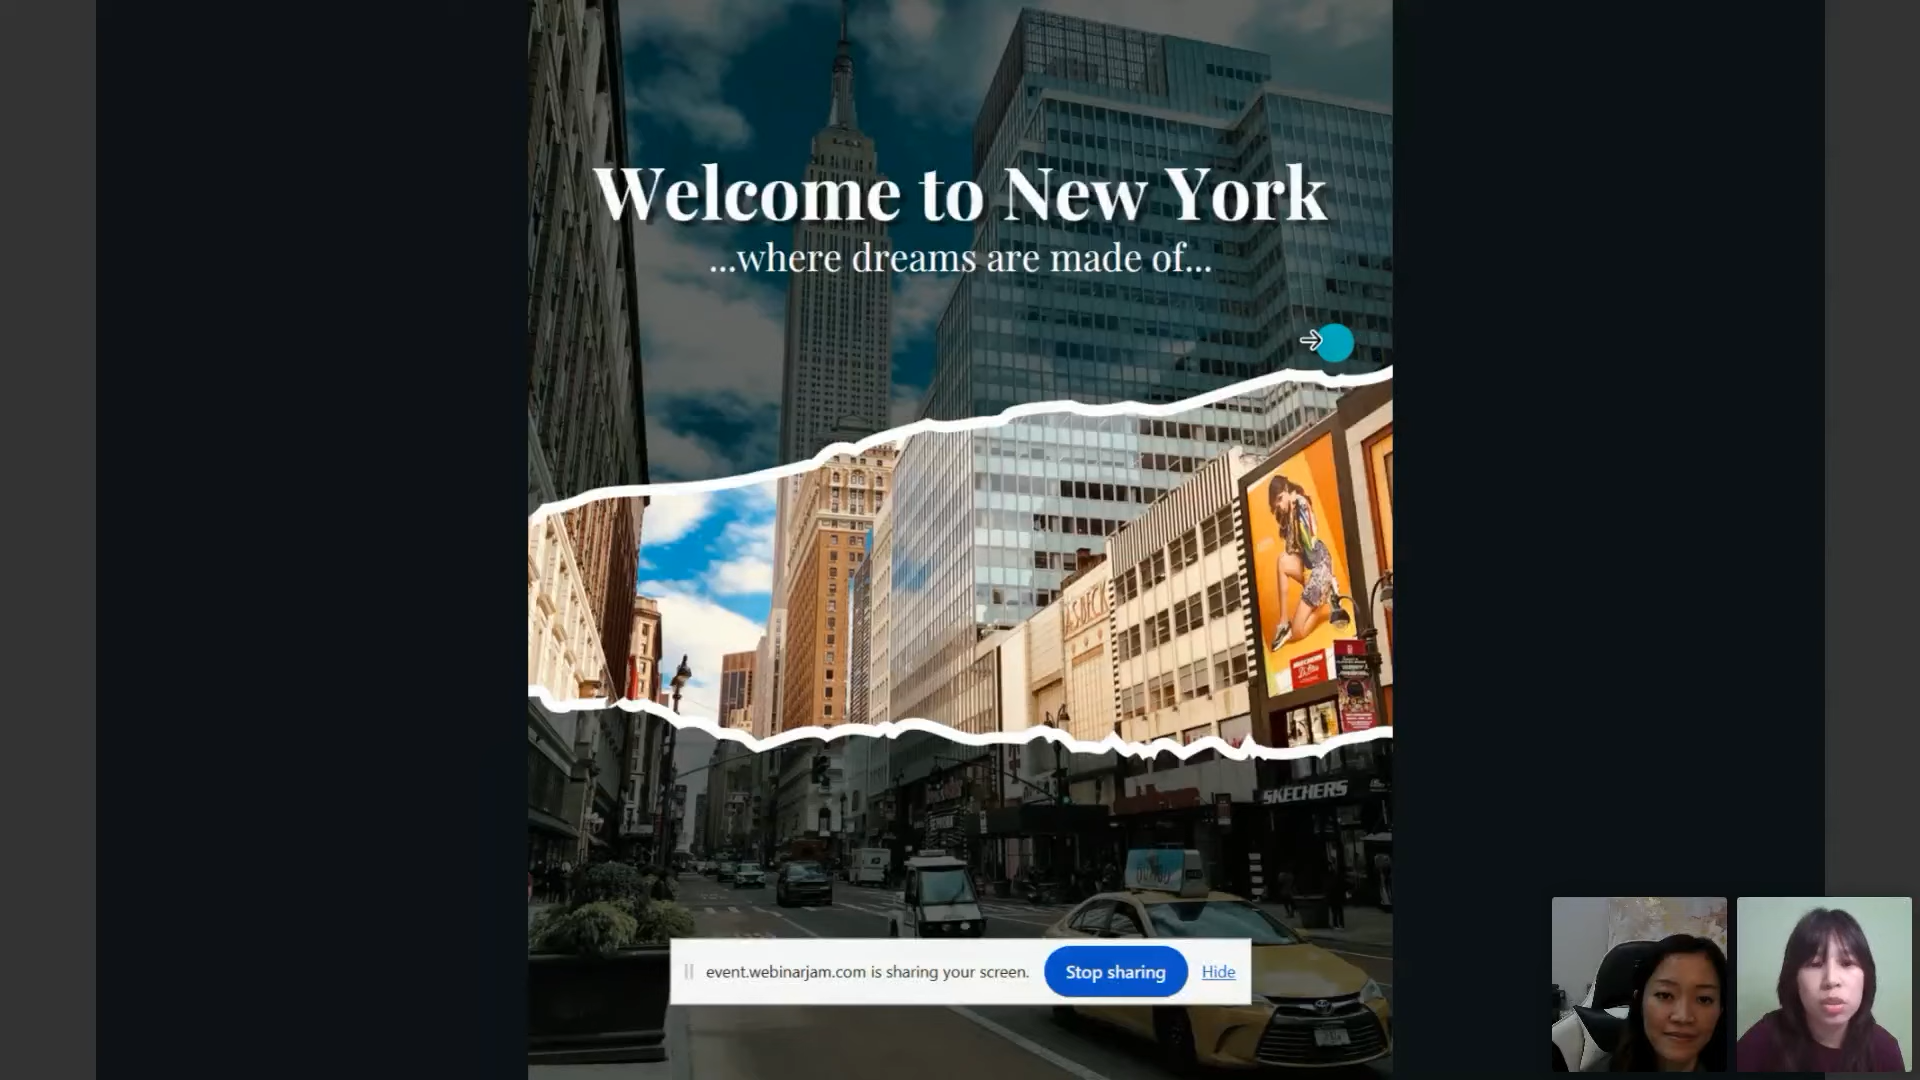 Welcome to New York
...where dreams are made of...
SKECHERS
event.webinarjam.com is sharing your screen.
Stop sharing
Hide